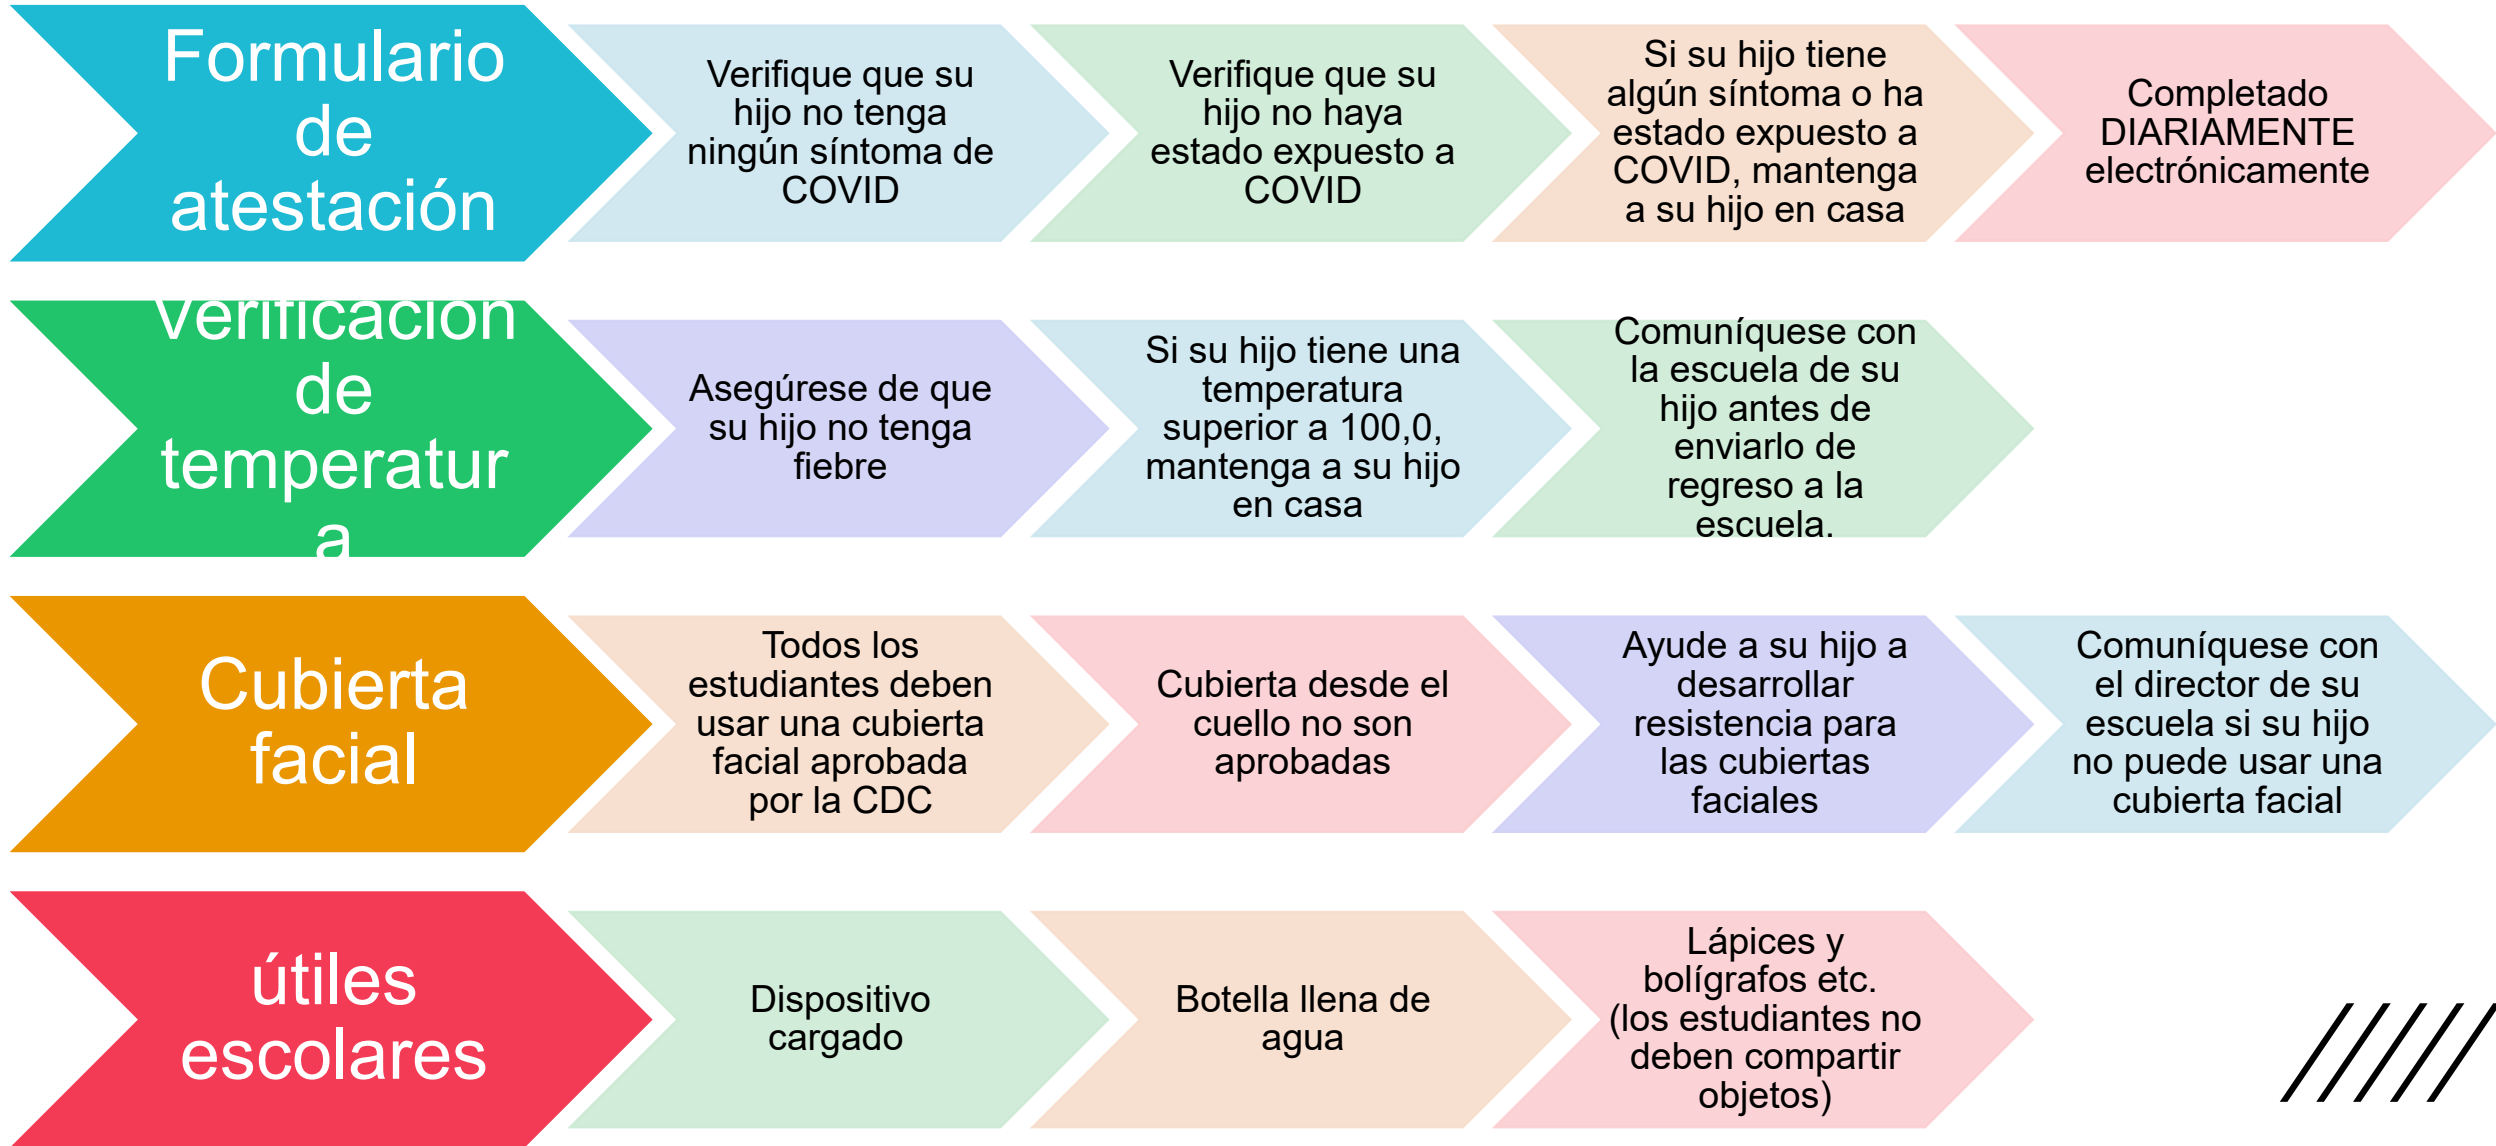 Formulario
de
atestación
Verifique que su
hijo no tenga
ningún síntoma de
COVID
Verifique que su
hijo no haya
estado expuesto a
COVID
Si su hijo tiene
algún síntoma o ha
estado expuesto a
COVID, mantenga
a su hijo en casa
Completado
DIARIAMENTE
electrónicamente
Verificación
de
temperatur
a
Asegúrese de que
su hijo no tenga
fiebre
Si su hijo tiene una
temperatura
superior a 100,0,
mantenga a su hijo
en casa
Comuníquese con
la escuela de su
hijo antes de
enviarlo de
regreso a la
escuela.
Cubierta
facial
Todos los
estudiantes deben
usar una cubierta
facial aprobada
por la CDC
Cubierta desde el
cuello no son
aprobadas
Ayude a su hijo a
desarrollar
resistencia para
las cubiertas
faciales
Comuníquese con
el director de su
escuela si su hijo
no puede usar una
cubierta facial
útiles
escolares
Dispositivo
cargado
Botella llena de
agua
Lápices y
bolígrafos etc.
(los estudiantes no
deben compartir
objetos)